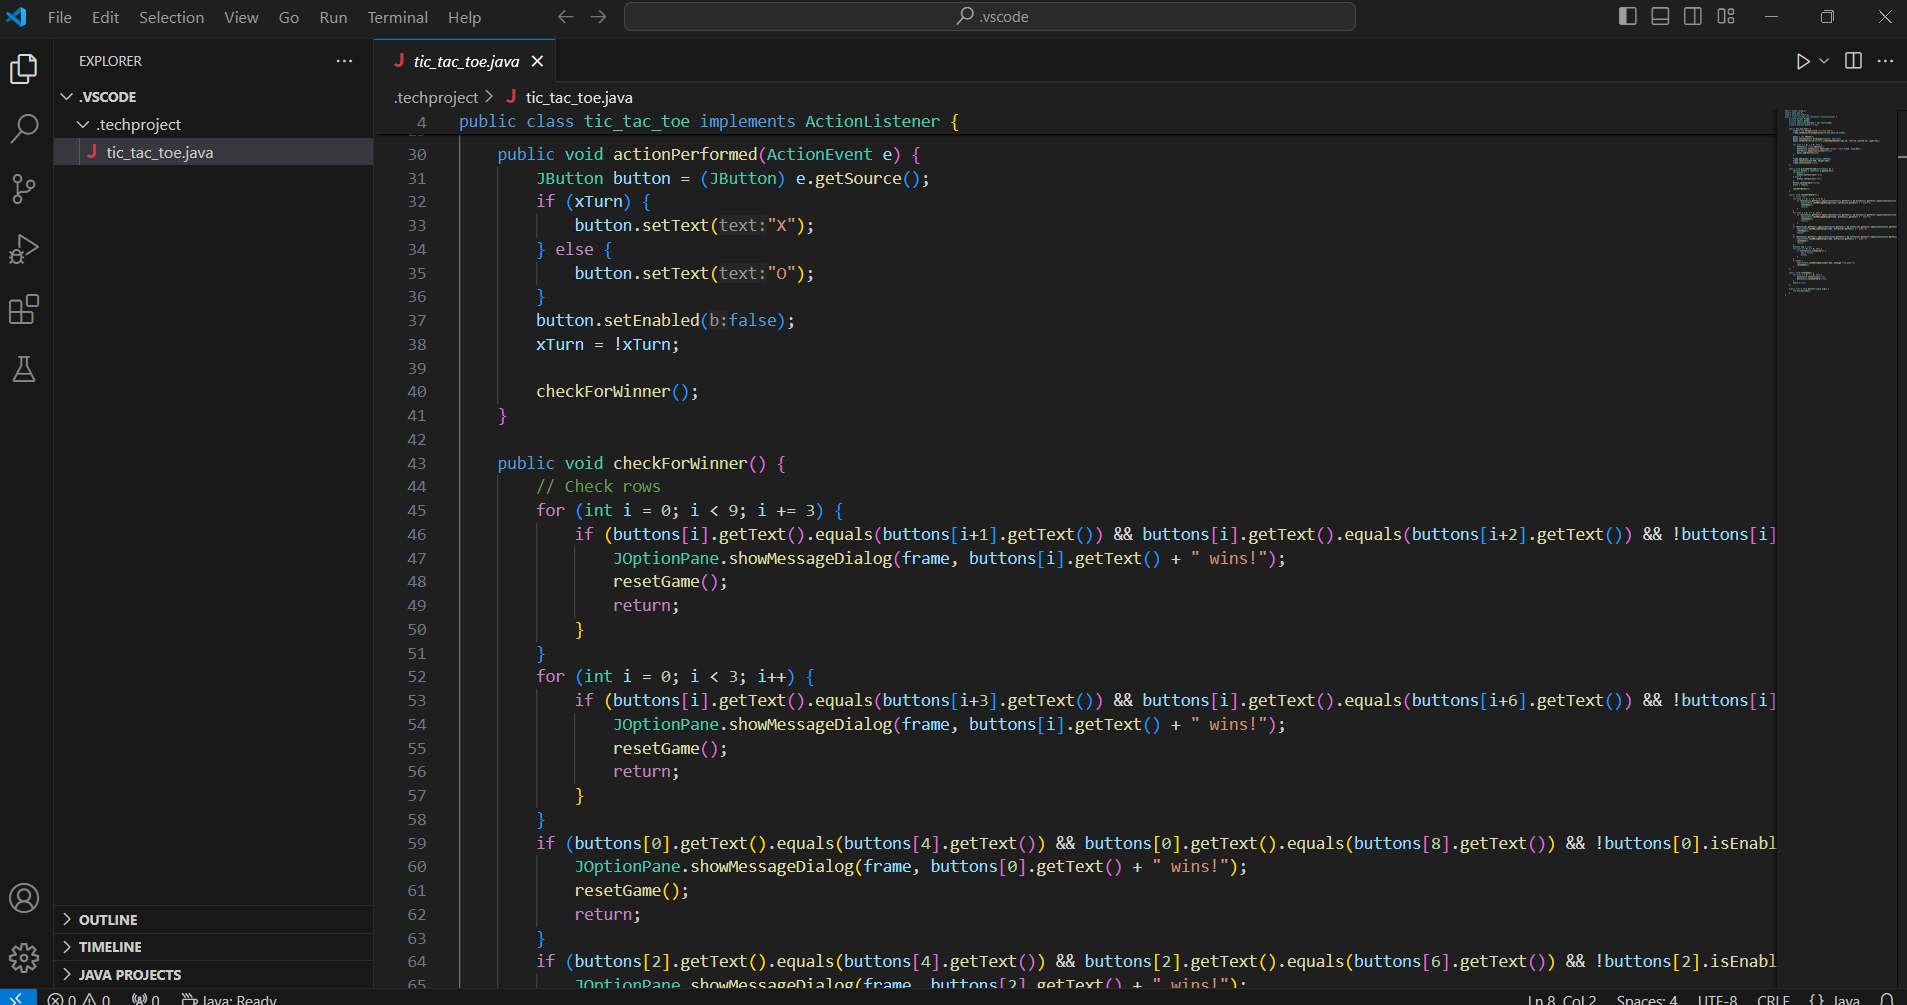 File Edit Selection View Go Run Terminal Help
.vscode
EXPLORER
.VSCODE
.techproject
J tic_tac_toe.java
OUTLINE
TIMELINE
JAVA PROJECTS
J tic_tac_toe.java
.techproject > J tic_tac_toe.java
4 public class tic_tac_toe implements ActionListener {
30 public void actionPerformed(ActionEvent e) {
31 JButton button = (JButton) e.getSource();
32 if (xTurn) {
33 button.setText(text:"X");
34 } else {
35 button.setText(text:"O");
36 }
37 button.setEnabled(b:false);
38 xTurn = !xTurn;
39
40 checkForWinner();
41 }
42
43 public void checkForWinner() {
44 // Check rows
45 for (int i = 0; i < 9; i += 3) {
46 if (buttons[i].getText().equals(buttons[i+1].getText()) && buttons[i].getText().equals(buttons[i+2].getText()) && !buttons[i]
47 JOptionPane.showMessageDialog(frame, buttons[i].getText() + " wins!");
48 resetGame();
49 return;
50 }
51 }
52 for (int i = 0; i < 3; i++) {
53 if (buttons[i].getText().equals(buttons[i+3].getText()) && buttons[i].getText().equals(buttons[i+6].getText()) && !buttons[i]
54 JOptionPane.showMessageDialog(frame, buttons[i].getText() + " wins!");
55 resetGame();
56 return;
57 }
58 }
59 if (buttons[0].getText().equals(buttons[4].getText()) && buttons[0].getText().equals(buttons[8].getText()) && !buttons[0].isEnabl
60 JOptionPane.showMessageDialog(frame, buttons[0].getText() + " wins!");
61 resetGame();
62 return;
63 }
64 if (buttons[2].getText().equals(buttons[4].getText()) && buttons[2].getText().equals(buttons[6].getText()) && !buttons[2].isEnabl
65 JOptionPane.showMessageDialog(frame, buttons[2].getText() + " wins!");
0 0 0 Java: Ready Ln 8, Col 2 Spaces: 4 UTF-8 CRLF {} Java